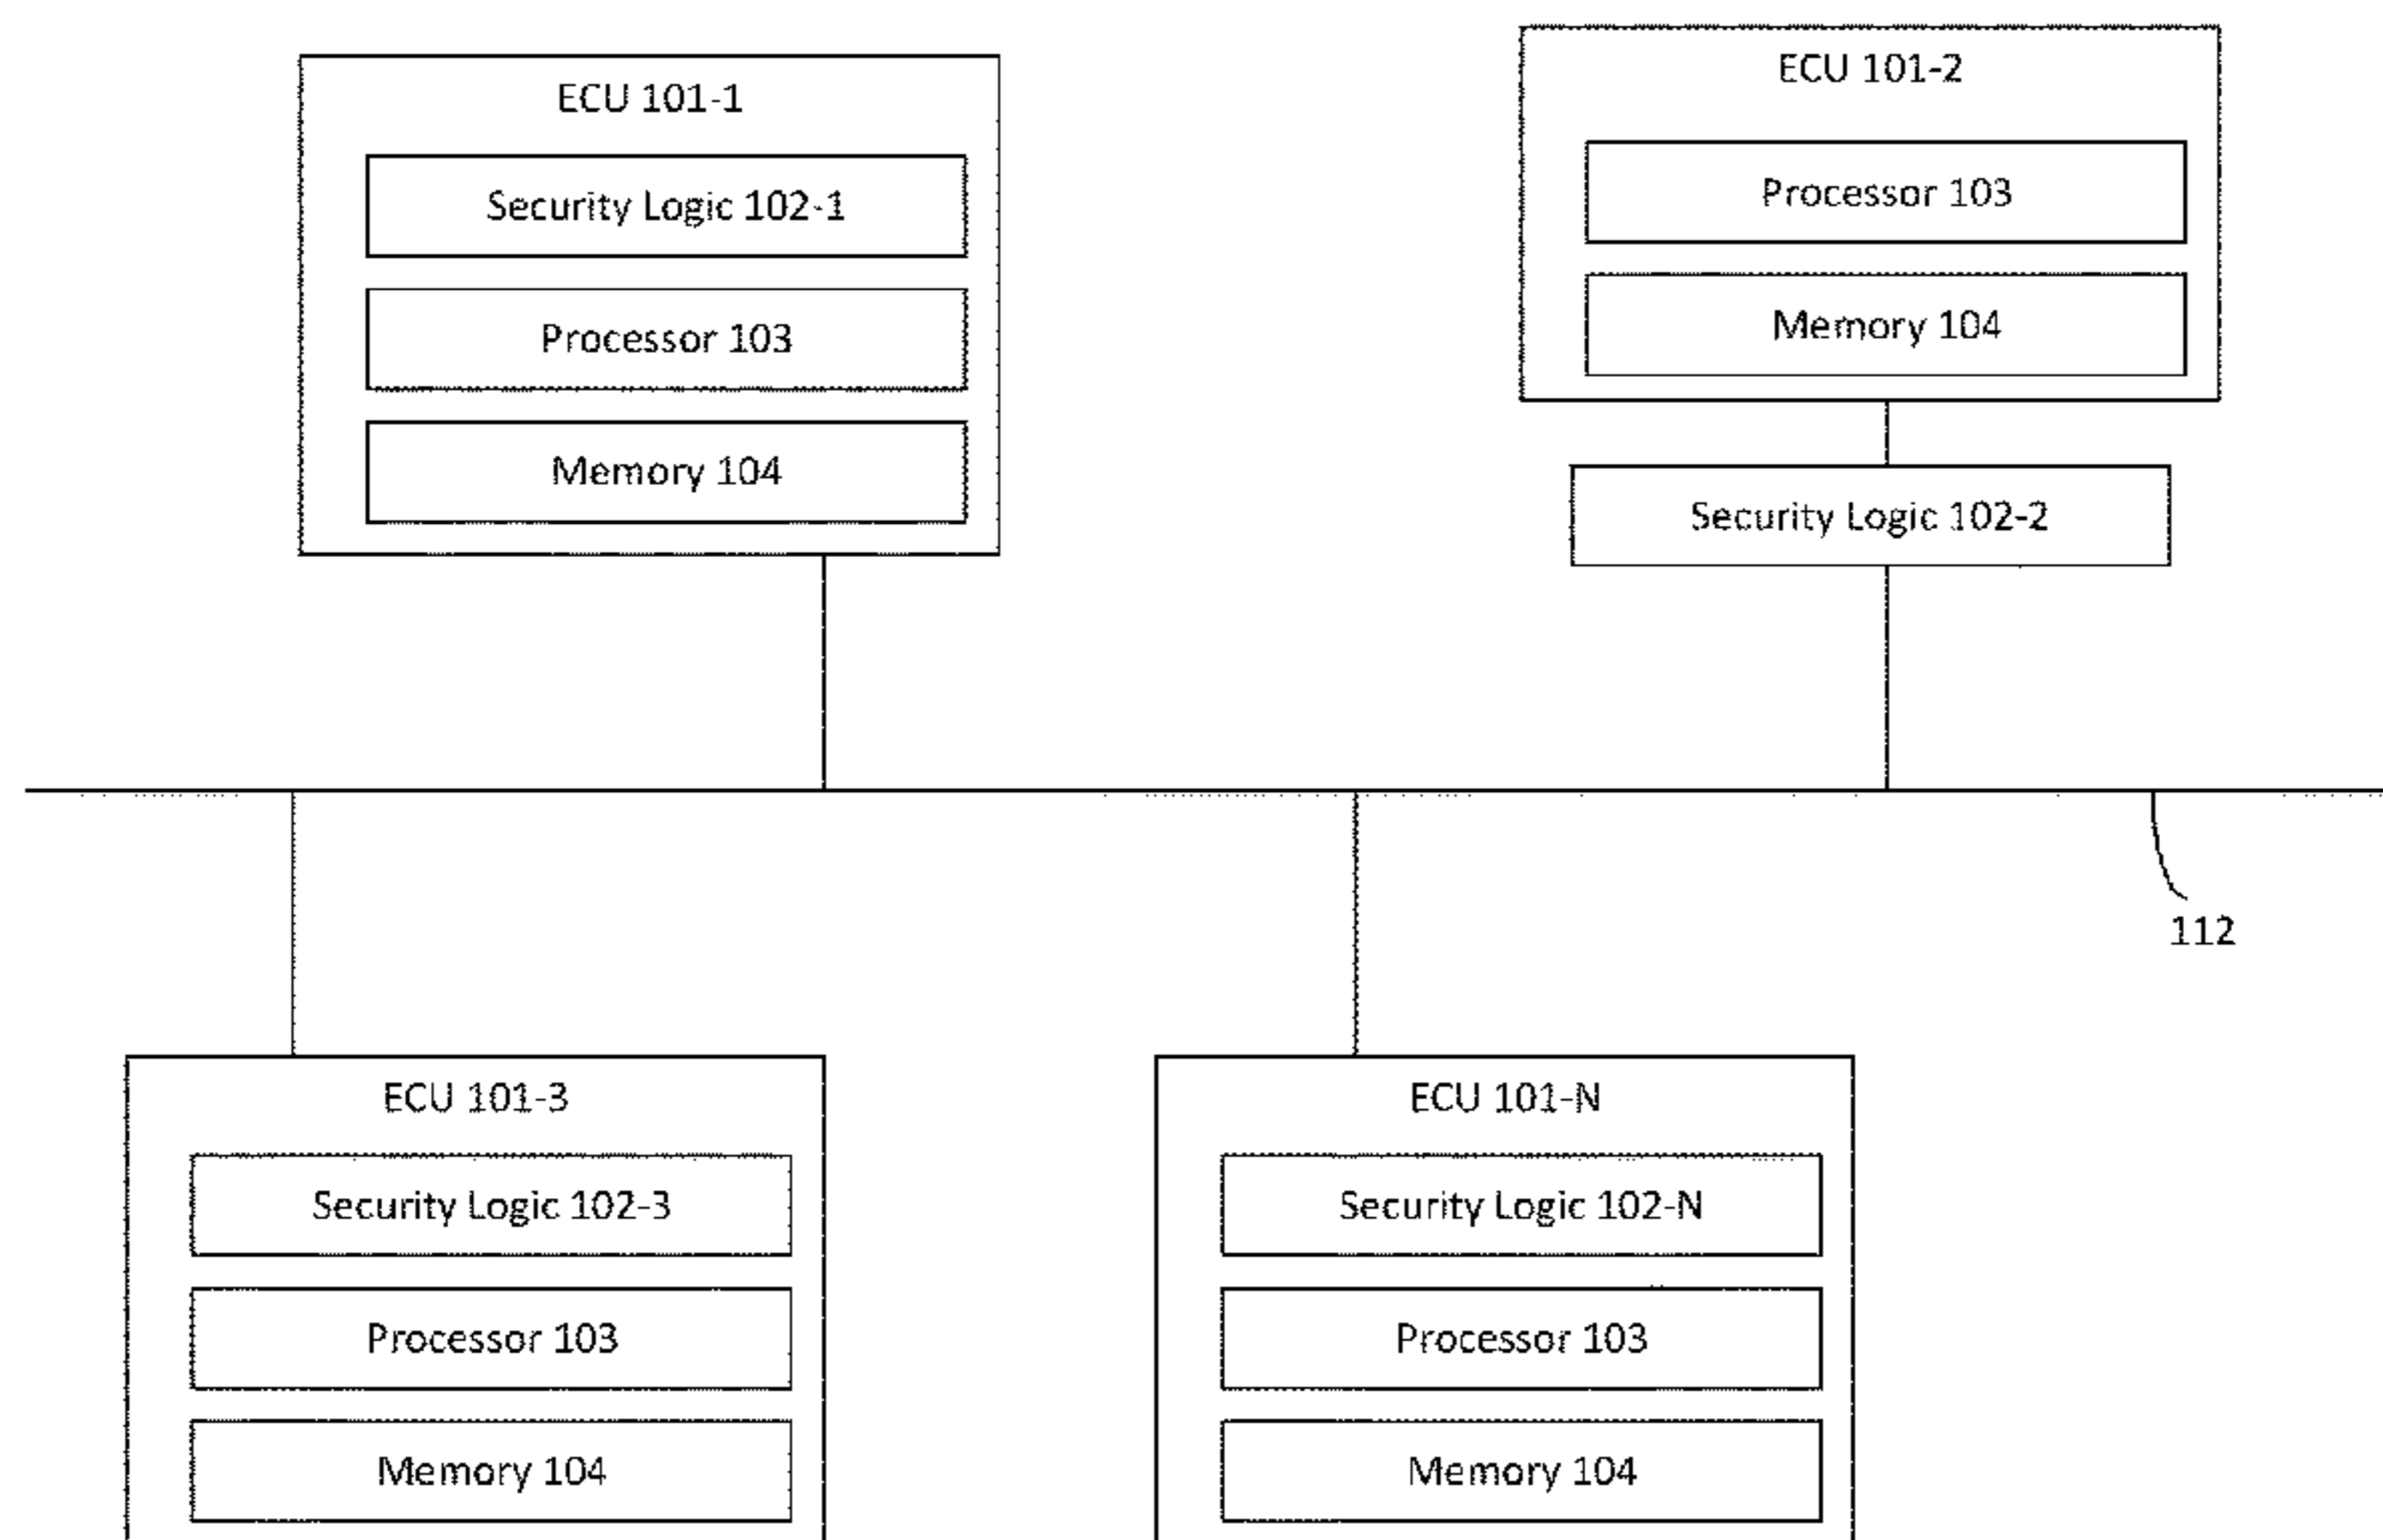 ECU 101-1
Security Logic 102-1
Processor 103
Memory 104
ECU 101-2
Processor 103
Memory 104
Security Logic 102-2
112
ECU 101-3
Security Logic 102-3
Processor 103
Memory 104
ECU 101-N
Security Logic 102-N
Processor 103
Memory 104